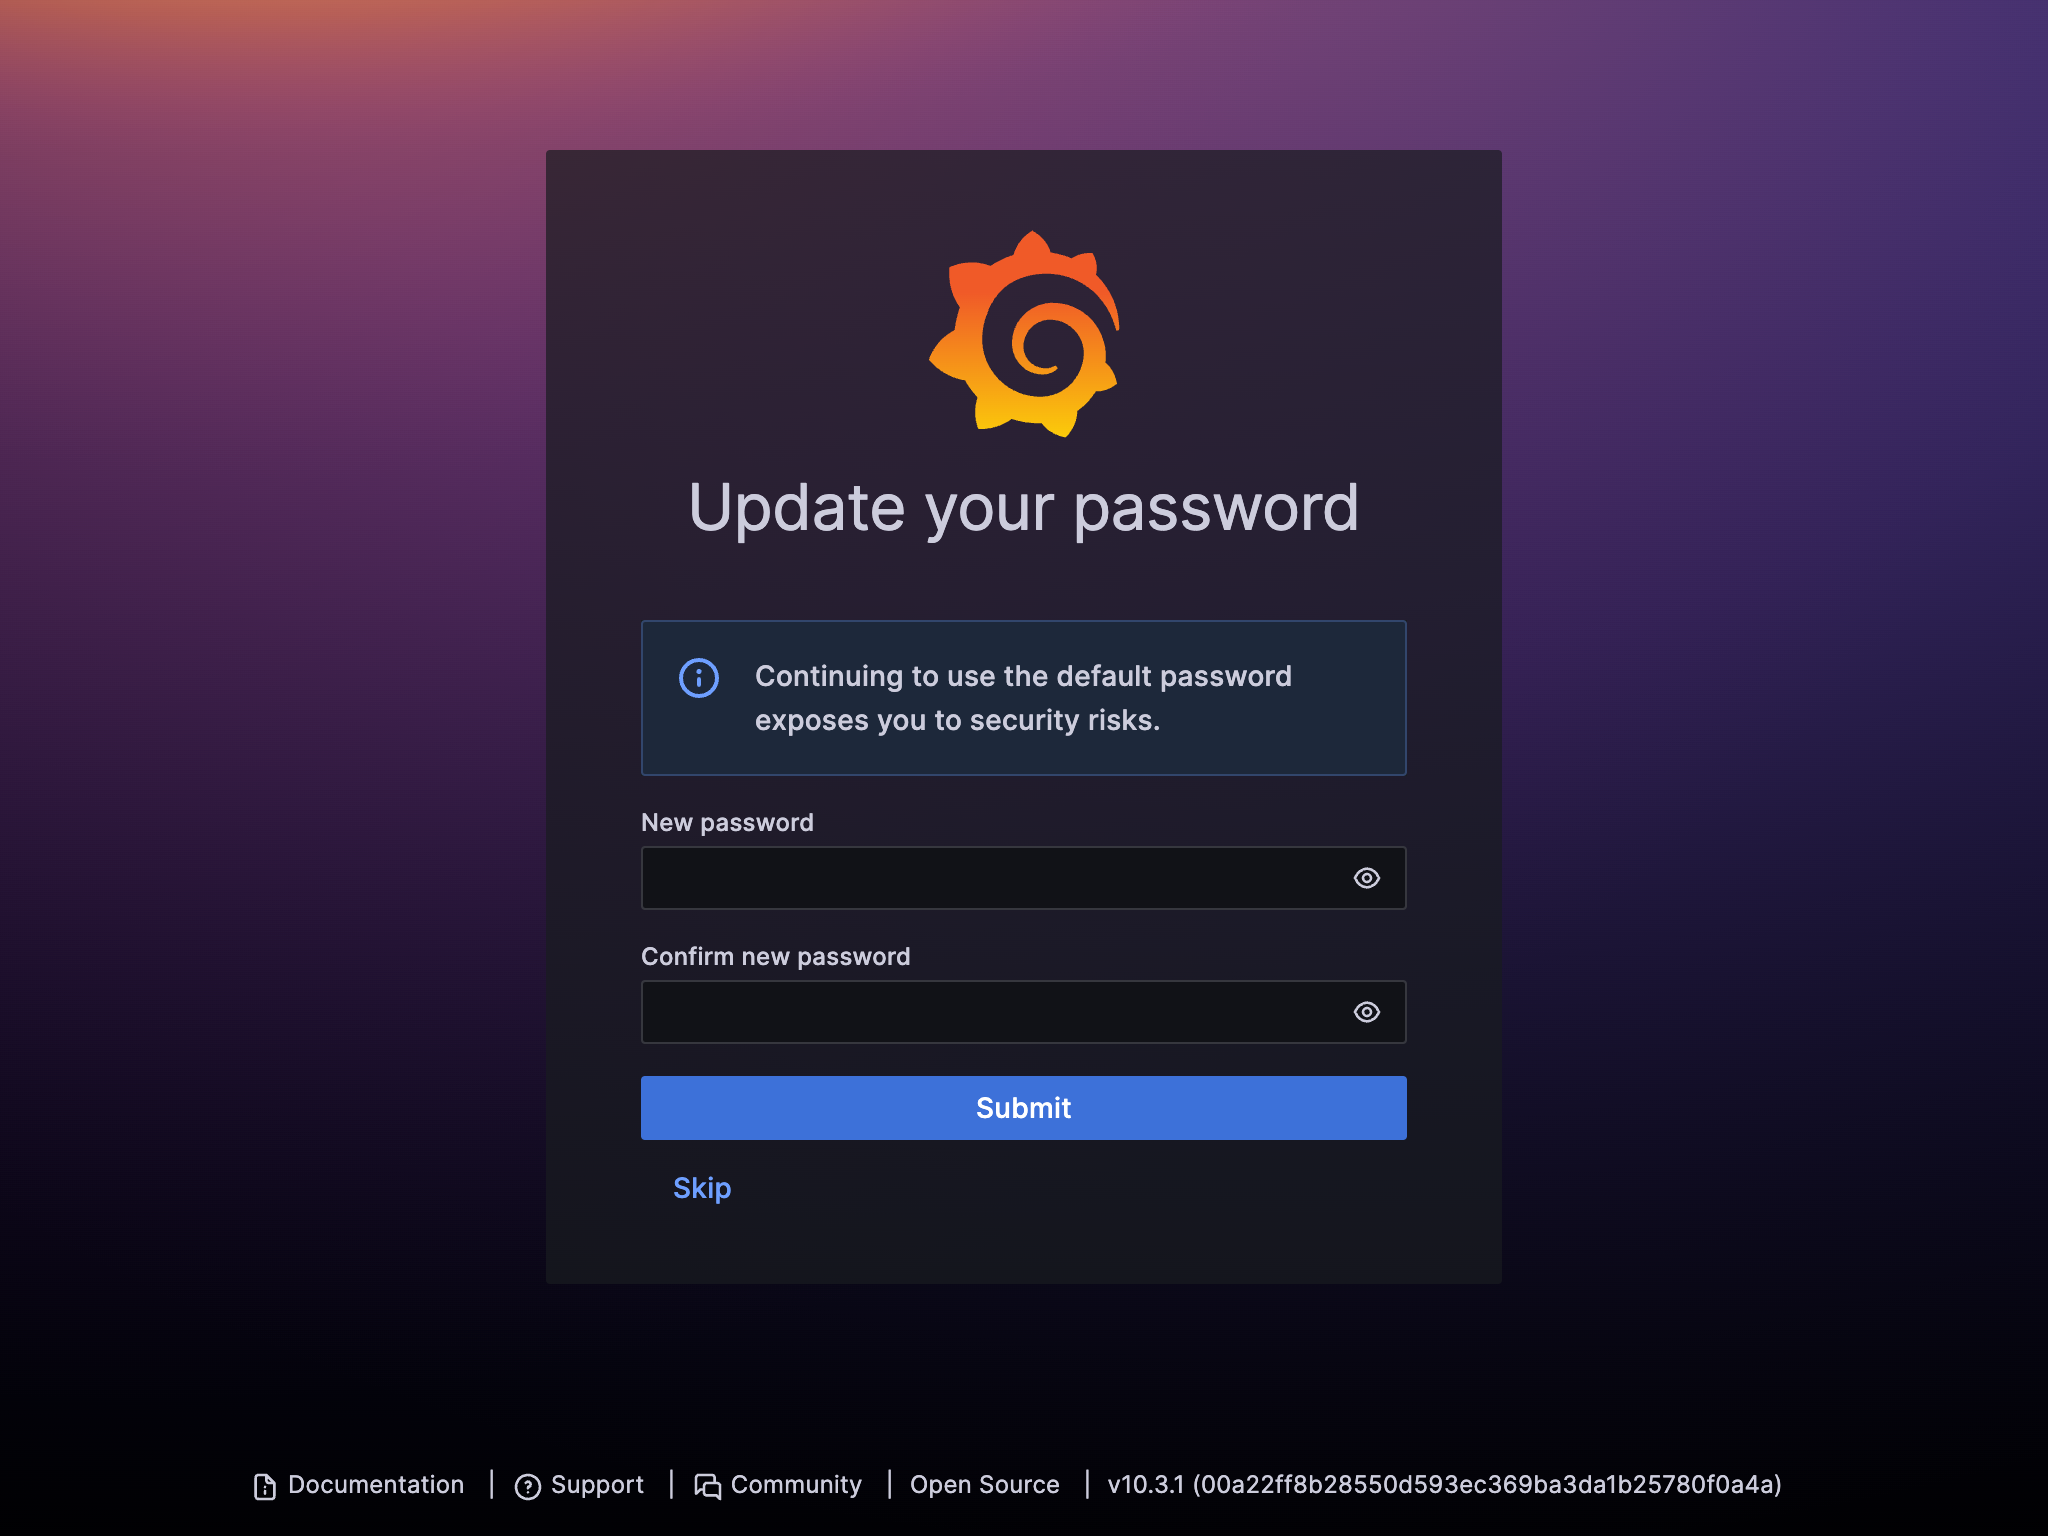 Update your password
Continuing to use the default password
exposes you to security risks.
New password
Confirm new password
Submit
Skip
Documentation | Support | Community | Open Source | v10.3.1 (00a22ff8b28550d593ec369ba3da1b25780f0a4a)